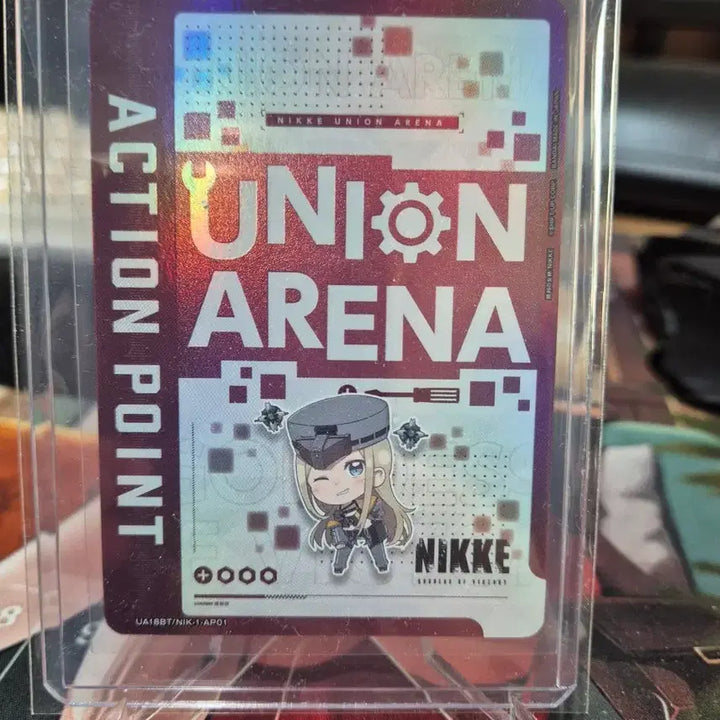 NIKKE UNION ARENA
UNION
ARENA
ACTION POINT
NIKKE
GODDESS OF VICTORY
UA18BT/NIK-1-AP01